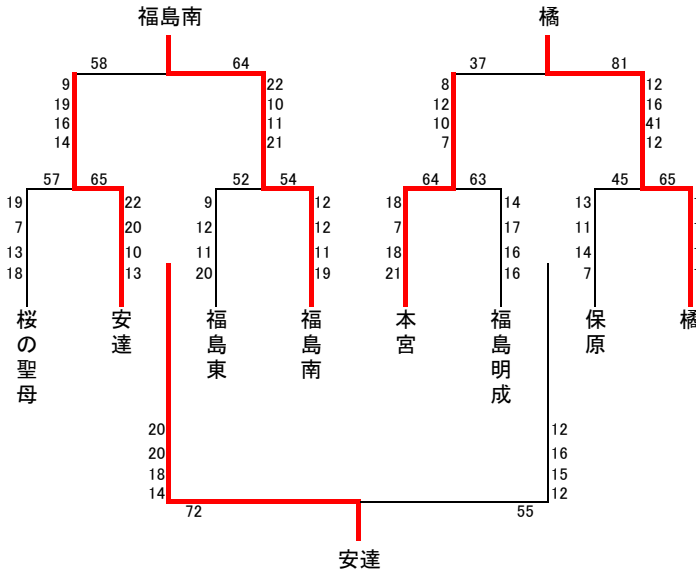 福島南 橘
58 64 37 81
9 22 8 12
19 10 12 16
16 11 10 41
14 21 7 12
57 65 52 54 64 63 45 65
19 22 9 12 18 14 13
7 20 12 12 7 17 11
13 10 11 11 18 16 14
18 13 20 19 21 16 7
桜の聖母
安達
福島東
福島南
本宮
福島明成
保原
橘
20 12
20 16
18 15
14 12
72 55
安達